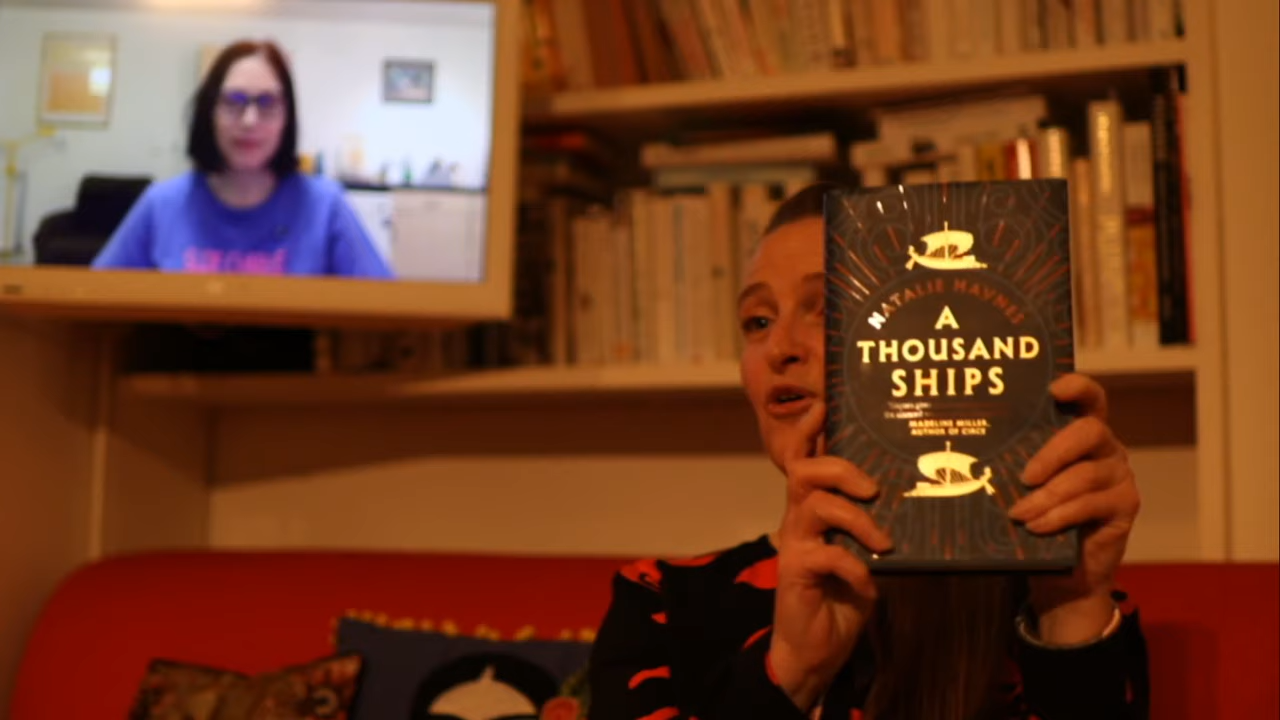 NATALIE HAYNES
A
THOUSAND
SHIPS
MADELINE MILLER,
AUTHOR OF CIRCE